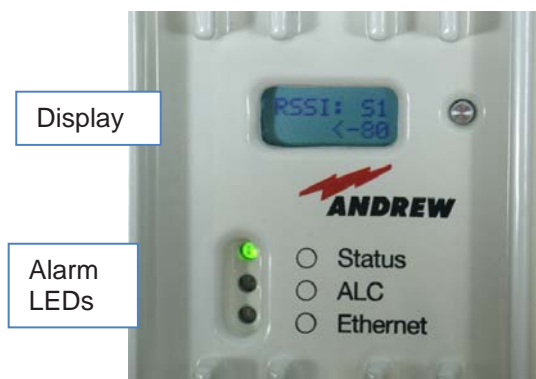 Display
RSSI: S1
<-80
ANDREW
Alarm
LEDs
Status
ALC
Ethernet